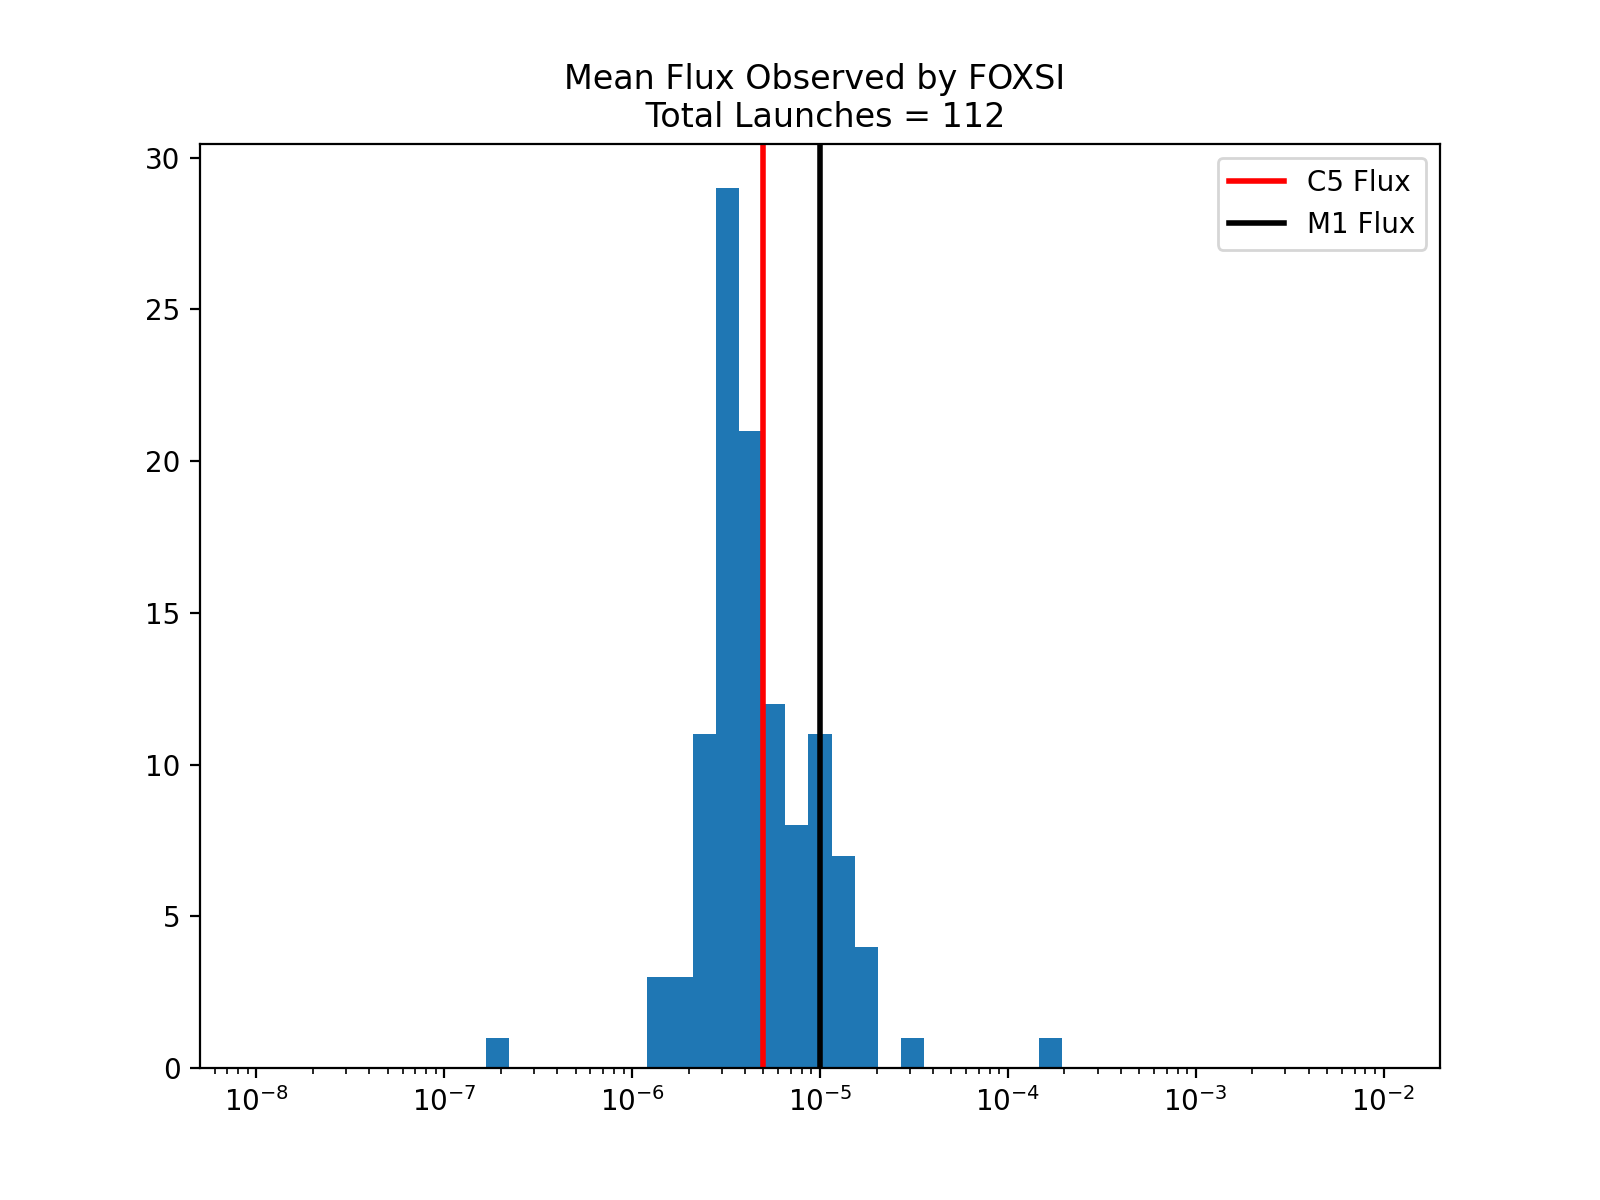 Mean Flux Observed by FOXSI
Total Launches = 112
C5 Flux
M1 Flux
30
25
20
15
10
5
0
10⁻⁸ 10⁻⁷ 10⁻⁶ 10⁻⁵ 10⁻⁴ 10⁻³ 10⁻²